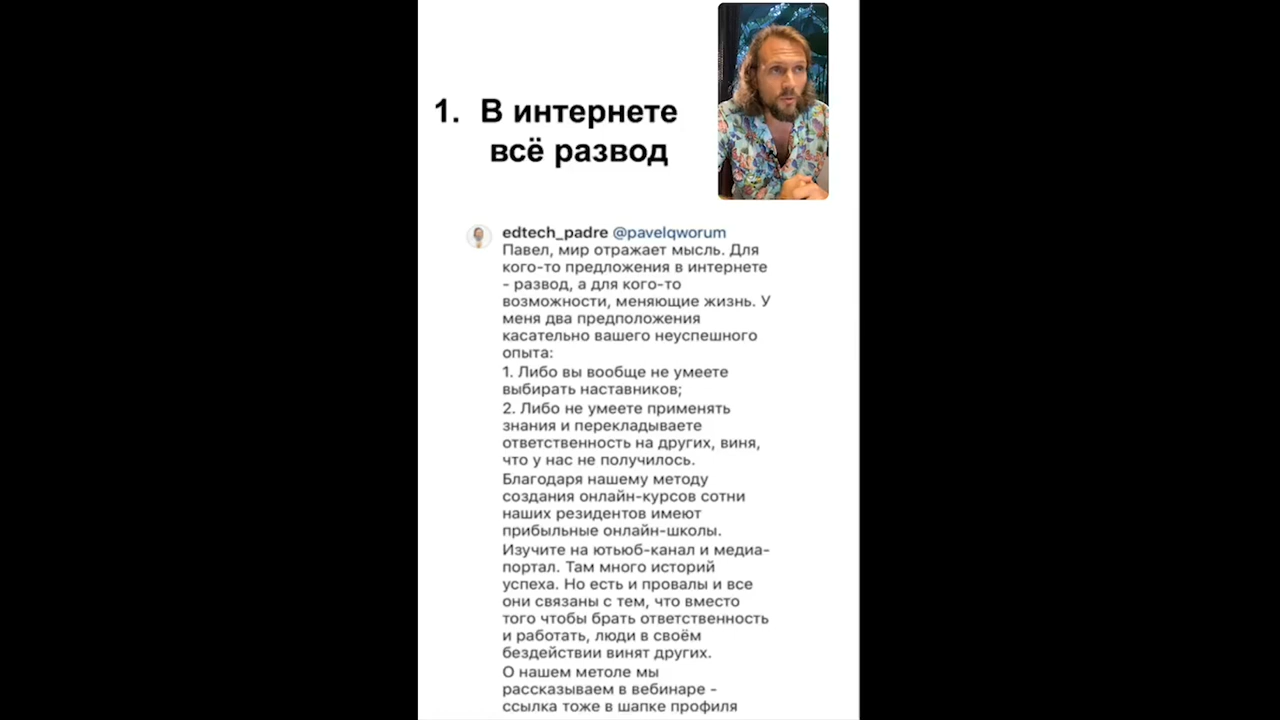 1. В интернете
всё развод
edtech_padre @pavelqworum
Павел, мир отражает мысль. Для
кого-то предложения в интернете
- развод, а для кого-то
возможности, меняющие жизнь. У
меня два предположения
касательно вашего неуспешного
опыта:
1. Либо вы вообще не умеете
выбирать наставников;
2. Либо не умеете применять
знания и перекладываете
ответственность на других, виня,
что у нас не получилось.
Благодаря нашему методу
создания онлайн-курсов сотни
наших резидентов имеют
прибыльные онлайн-школы.
Изучите на ютьюб-канал и медиа-
портал. Там много историй
успеха. Но есть и провалы и все
они связаны с тем, что вместо
того чтобы брать ответственность
и работать, люди в своём
бездействии винят других.
О нашем метоле мы
рассказываем в вебинаре -
ссылка тоже в шапке профиля